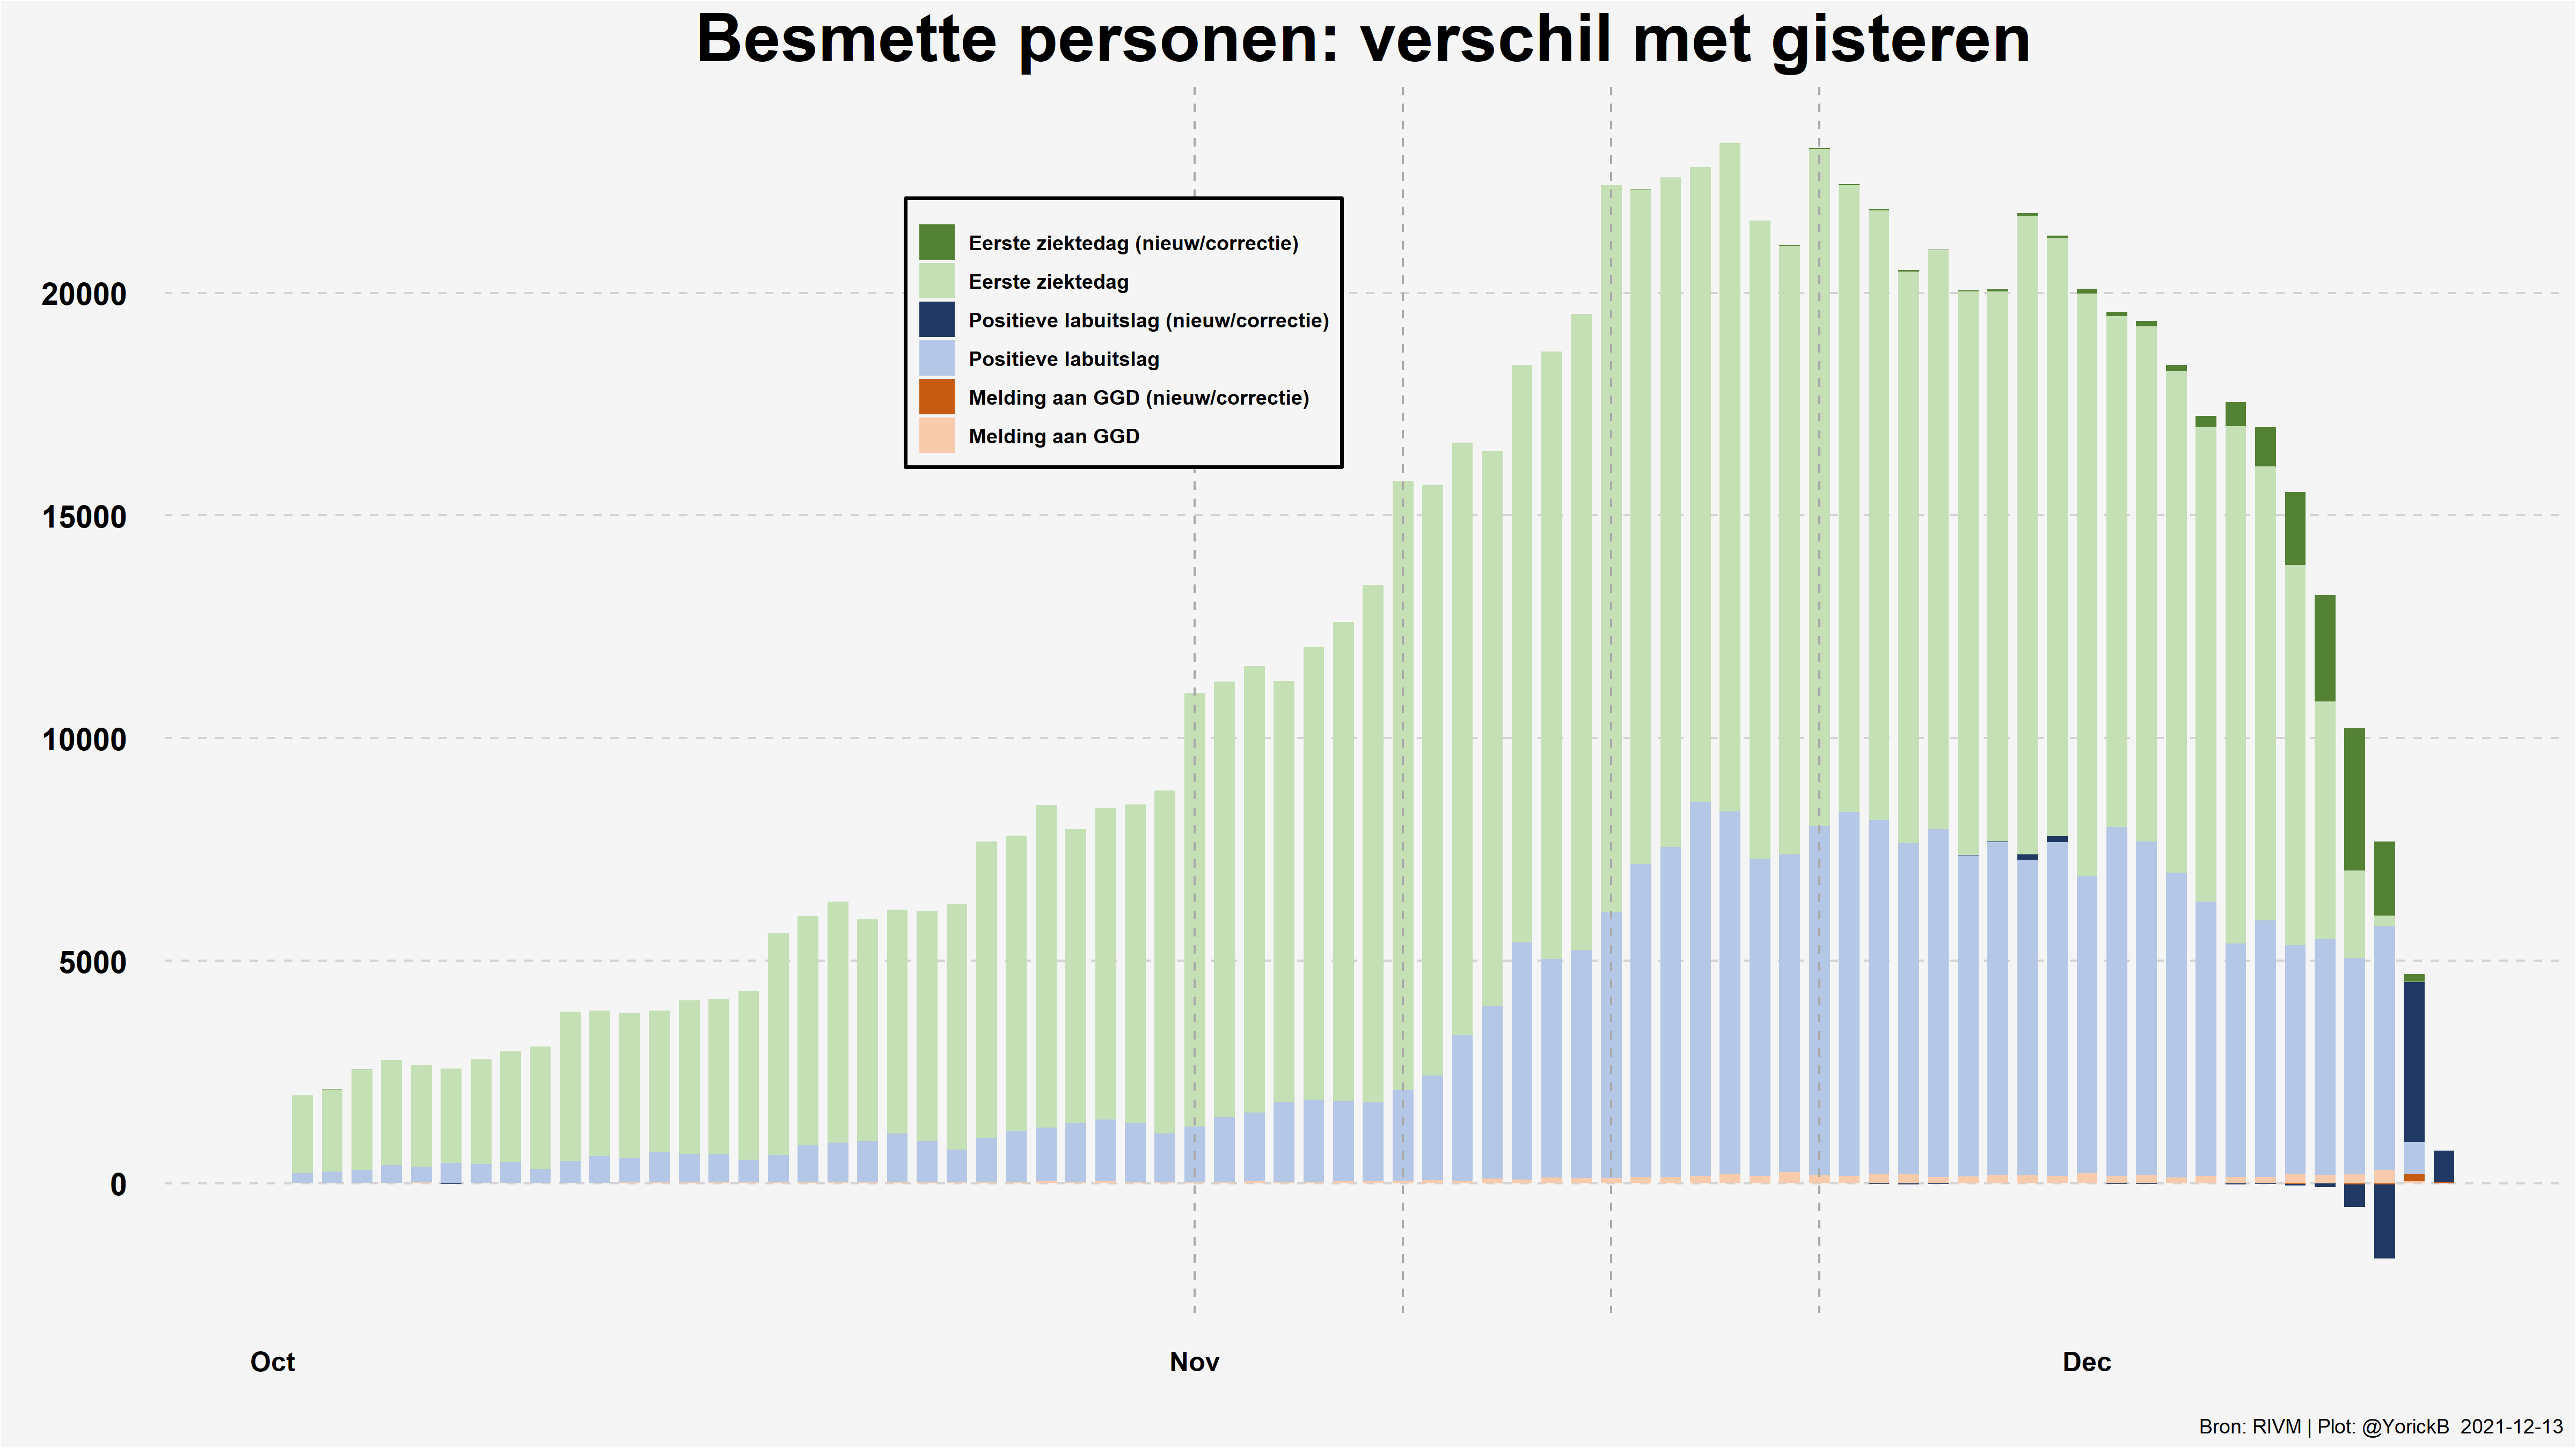 Besmette personen: verschil met gisteren
Eerste ziektedag (nieuw/correctie)
Eerste ziektedag
Positieve labuitslag (nieuw/correctie)
Positieve labuitslag
Melding aan GGD (nieuw/correctie)
Melding aan GGD
20000
15000
10000
5000
0
Oct Nov Dec
Bron: RIVM | Plot: @YorickB 2021-12-13